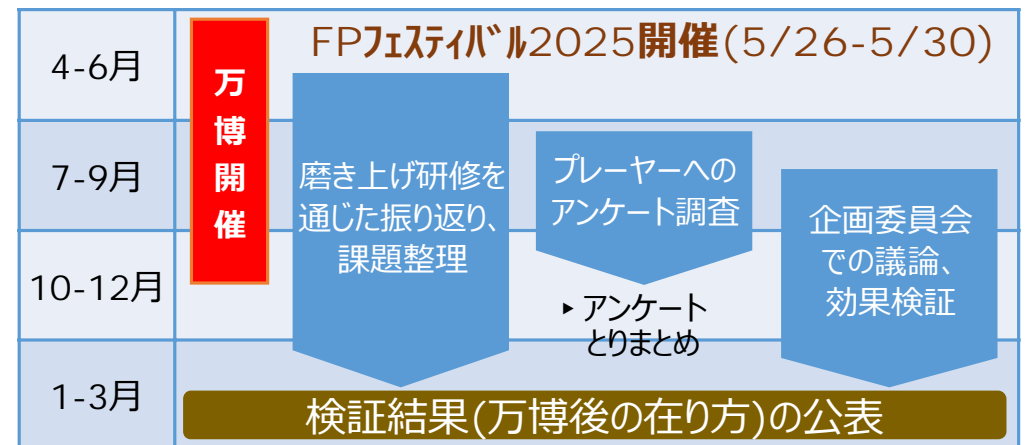 4-6月
FPフェスティバル2025開催(5/26-5/30)
万
博
開
催
7-9月
磨き上げ研修を
通じた振り返り、
課題整理
プレーヤーへの
アンケート調査
企画委員会
での議論、
効果検証
10-12月
▸ アンケート
とりまとめ
1-3月
検証結果(万博後の在り方)の公表